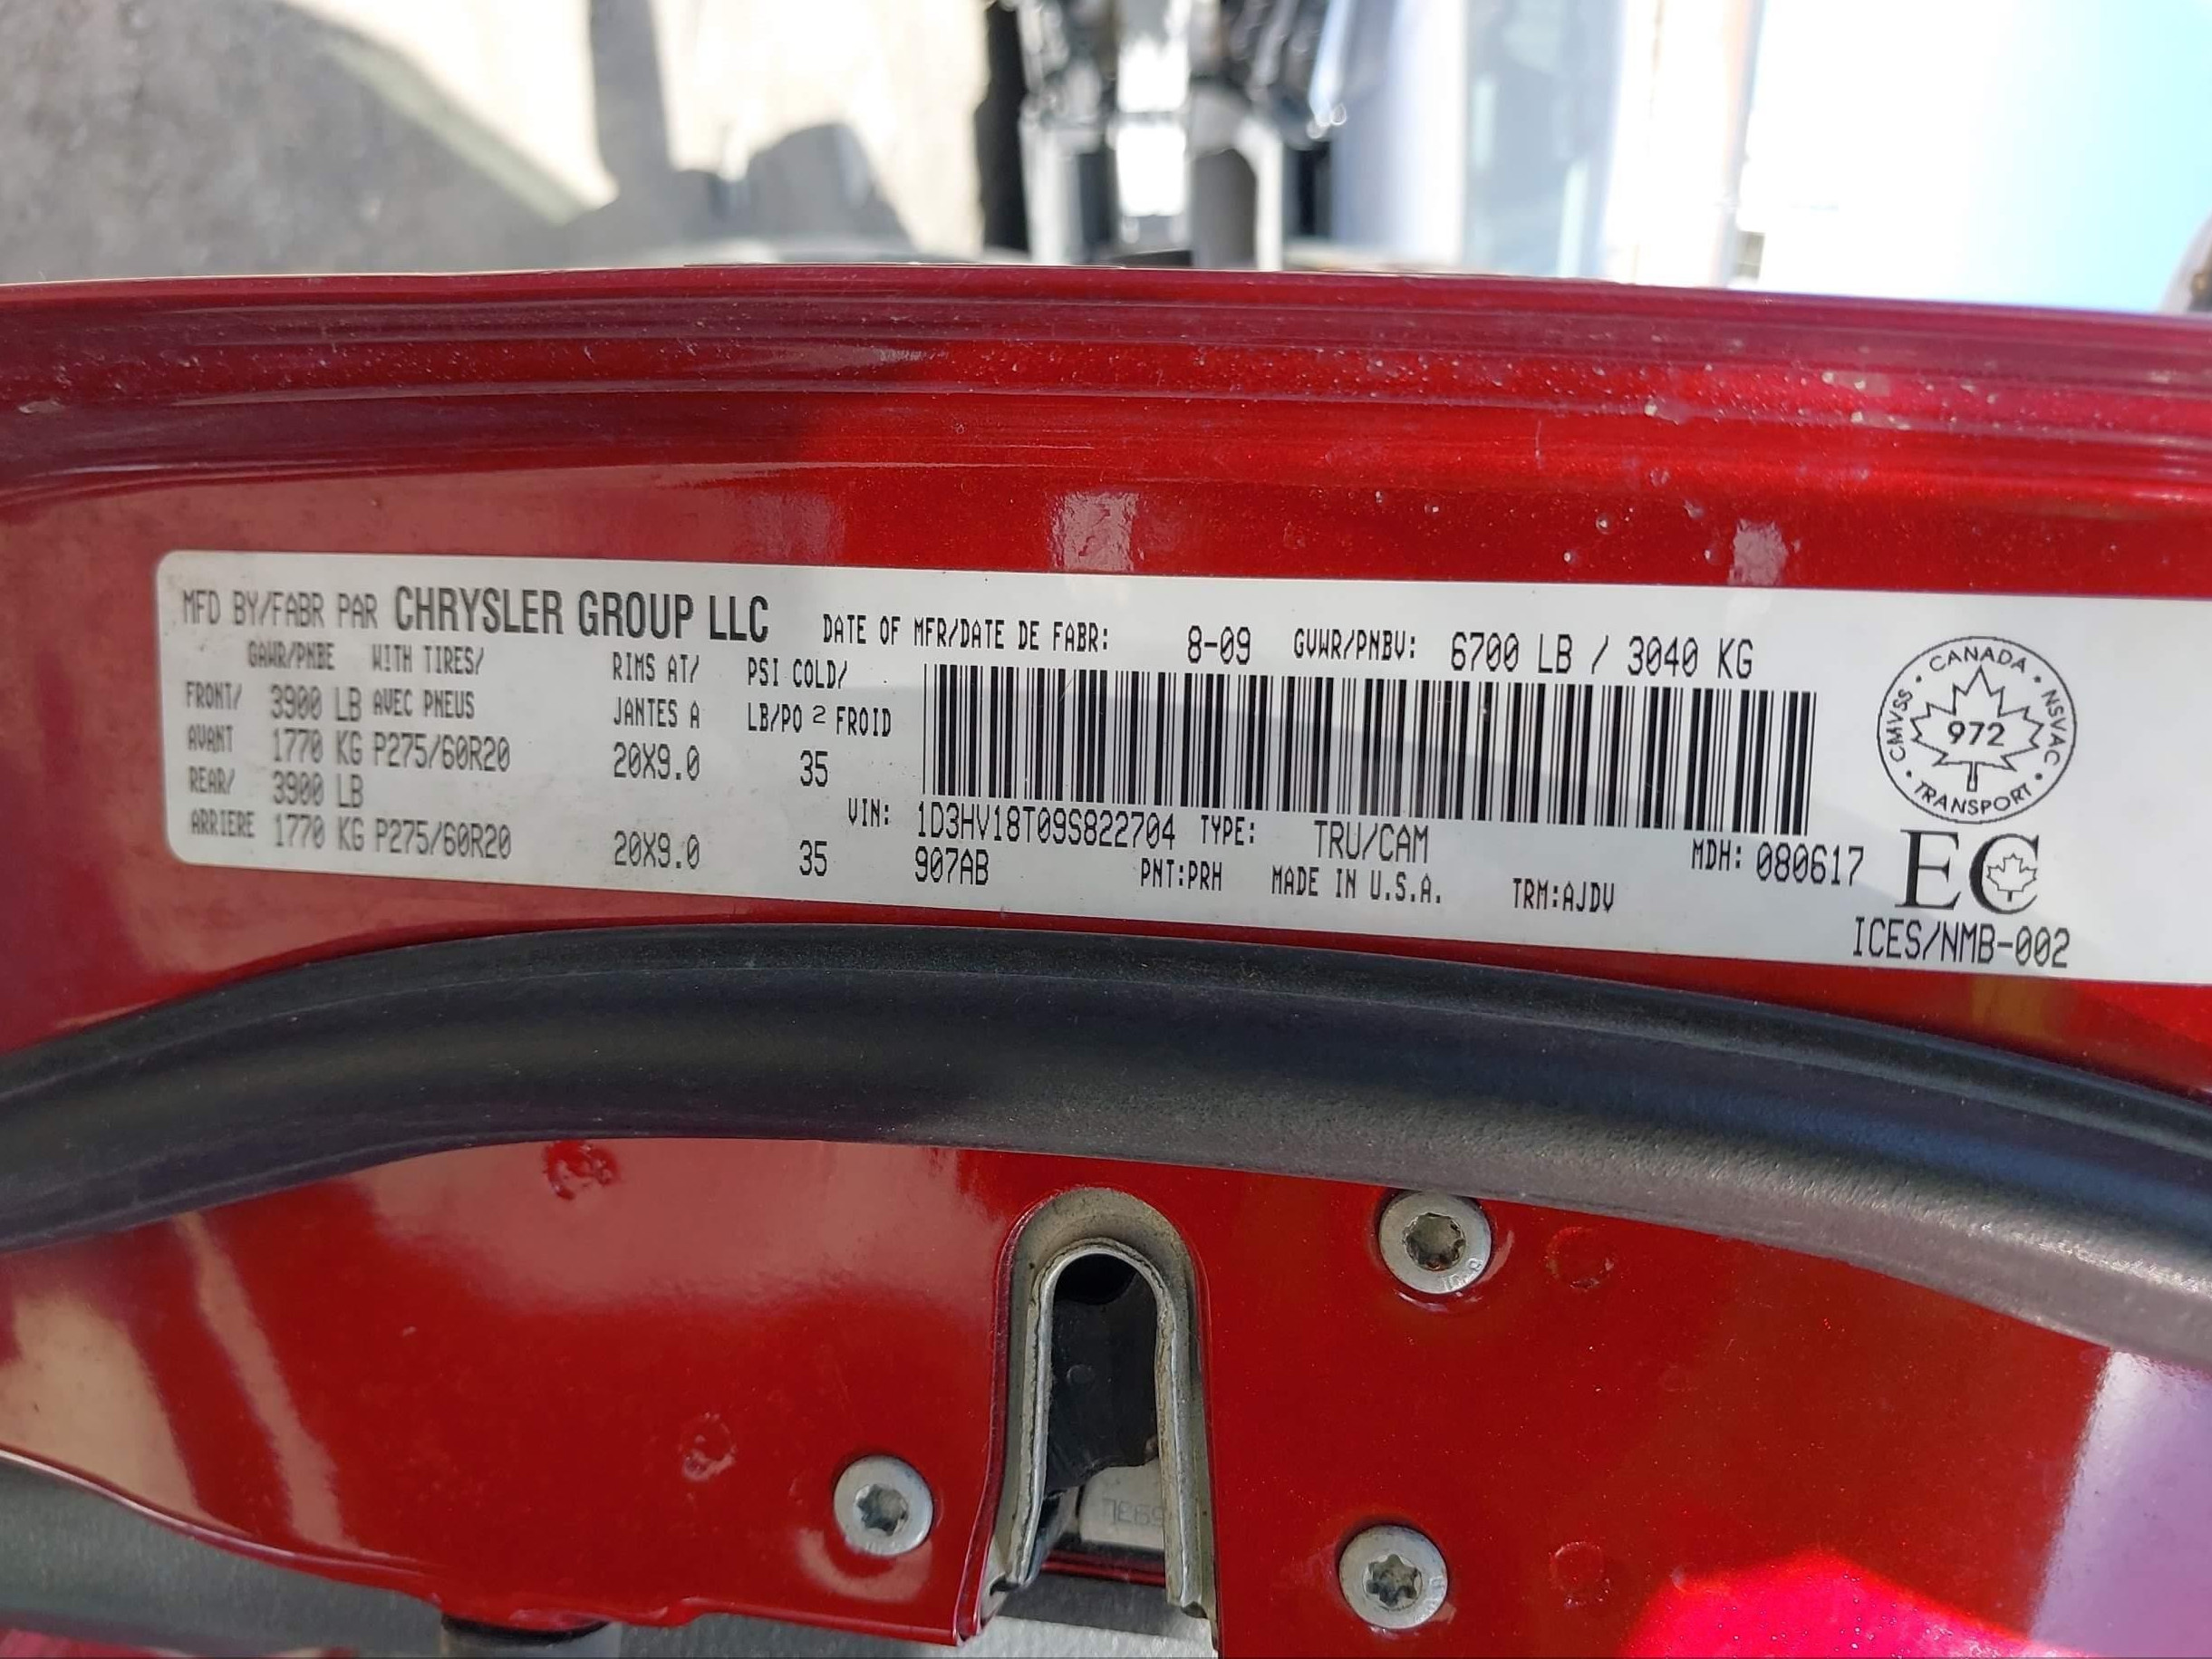 MFD BY/FABR PAR CHRYSLER GROUP LLC DATE OF MFR/DATE DE FABR: 8-09 GVWR/PNBV: 6700 LB / 3040 KG
GAWR/PNBE WITH TIRES/ RIMS AT/ PSI COLD/
FRONT/ 3900 LB AVEC PNEUS JANTES A LB/PO 2 FROID
AVANT 1770 KG P275/60R20 20X9.0 35
REAR/ 3900 LB
ARRIERE 1770 KG P275/60R20 20X9.0 35
VIN: 1D3HV18T09S822704 TYPE: TRU/CAM MDH: 080617
907AB PNT:PRH MADE IN U.S.A. TRM:AJDV
CANADA
CMVSS 972 NSVAC
TRANSPORT
EC
ICES/NMB-002